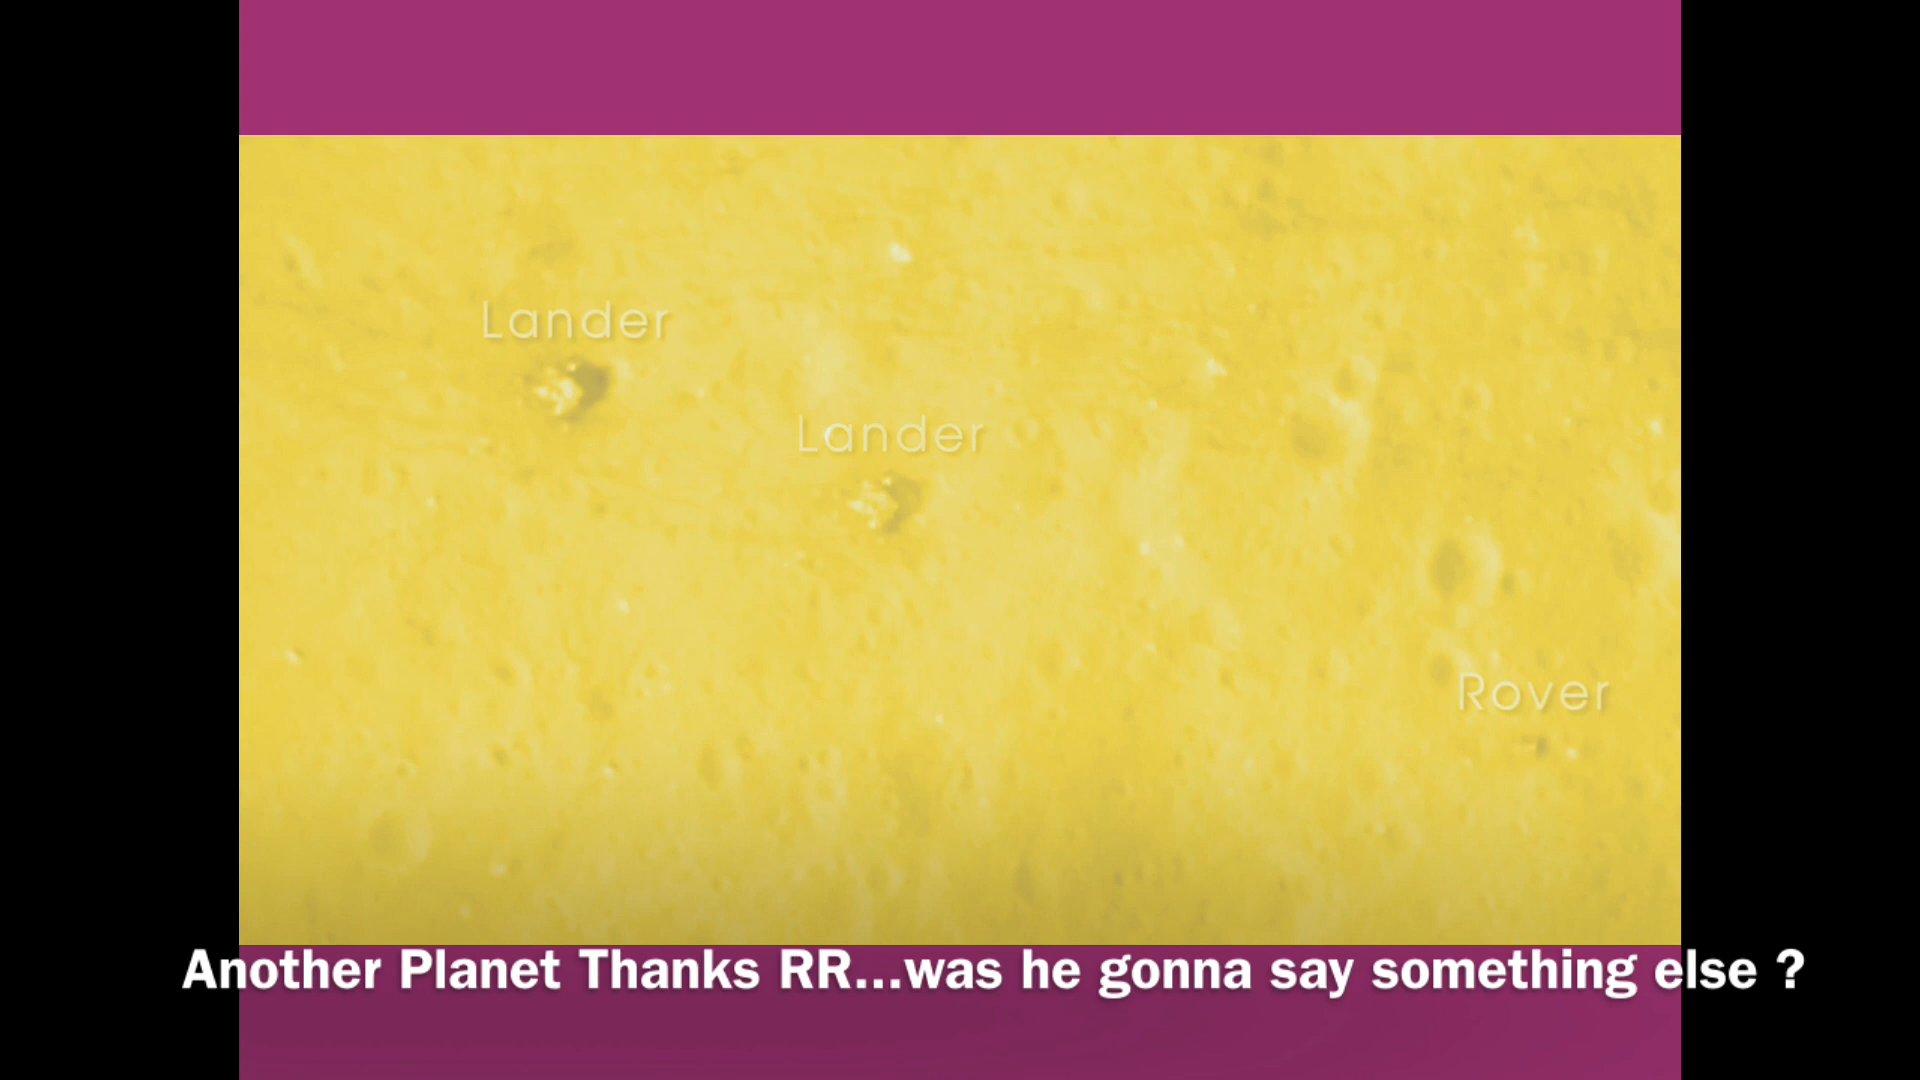 Lander
Lander
Rover
Another Planet Thanks RR...was he gonna say something else ?